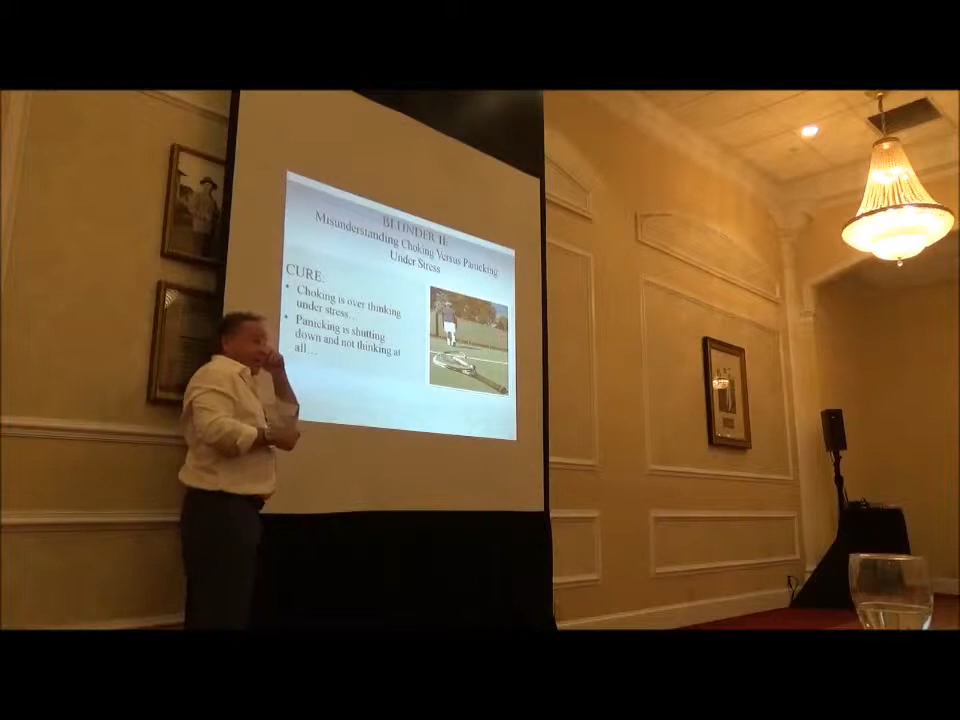 BLUNDER 1E
Misunderstanding Choking Versus Panicking
Under Stress
CURE:
• Choking is over thinking
under stress…
• Panicking is shutting
down and not thinking at
all…